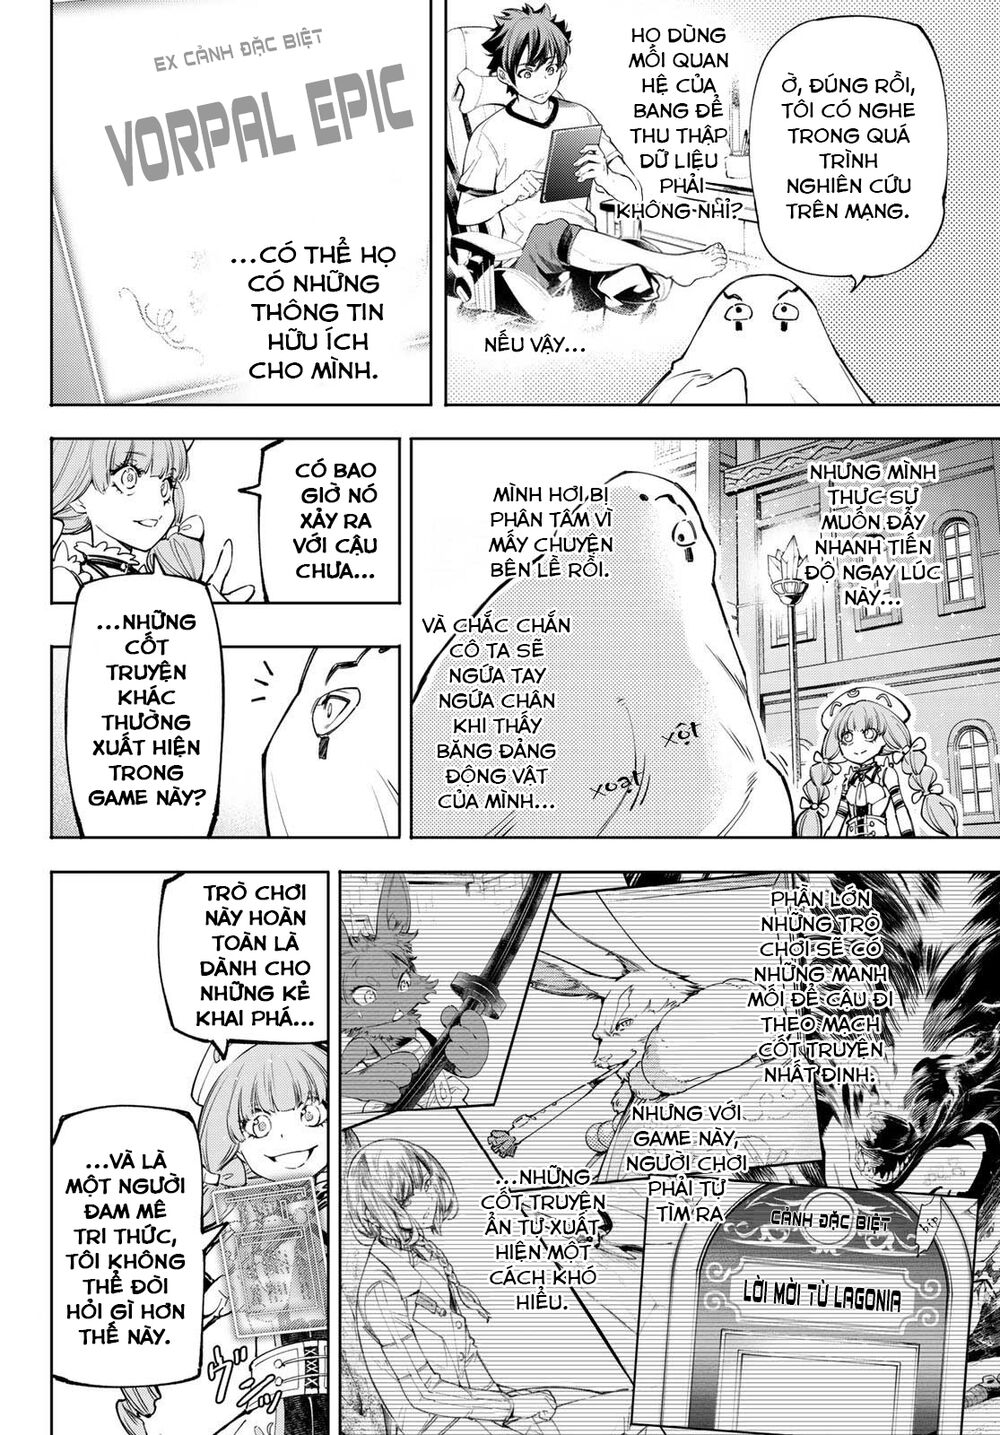 Ờ, ĐÚNG RỒI,
TÔI CÓ NGHE
TRONG QUÁ
TRÌNH
NGHIÊN CỨU
TRÊN MẠNG.
HỌ DÙNG
MỐI QUAN
HỆ CỦA
BANG ĐỂ
THU THẬP
DỮ LIỆU
PHẢI
KHÔNG NHỈ?
NẾU VẬY...
EX CẢNH ĐẶC BIỆT
VORPAL EPIC
...CÓ THỂ HỌ
CÓ NHỮNG
THÔNG TIN
HỮU ÍCH
CHO MÌNH.
NHƯNG MÌNH
THỰC SỰ
MUỐN ĐẨY
NHANH TIẾN
ĐỘ NGAY LÚC
NÀY...
MÌNH HƠI BỊ
PHÂN TÂM VÌ
MẤY CHUYỆN
BÊN LỀ RỒI.
VÀ CHẮC CHẮN
CÔ TA SẼ
NGỨA TAY
NGỨA CHÂN
KHI THẤY
BĂNG ĐẢNG
ĐỘNG VẬT
CỦA MÌNH...
XỘT
XOẠT
CÓ BAO
GIỜ NÓ
XẢY RA
VỚI CẬU
CHƯA...
...NHỮNG
CỐT
TRUYỆN
KHÁC
THƯỜNG
XUẤT HIỆN
TRONG
GAME NÀY?
PHẦN LỚN
NHỮNG TRÒ
CHƠI SẼ CÓ
NHỮNG MANH
MỐI ĐỂ CẬU ĐI
THEO MẠCH
CỐT TRUYỆN
NHẤT ĐỊNH.
NHƯNG VỚI
GAME NÀY,
NGƯỜI CHƠI
PHẢI TỰ
TÌM RA
...NHỮNG
CỐT TRUYỆN
ẨN TỰ XUẤT
HIỆN MỘT
CÁCH KHÓ
HIỂU.
CẢNH ĐẶC BIỆT
LỜI MỜI TỪ LAGONIA
TRÒ CHƠI
NÀY HOÀN
TOÀN LÀ
DÀNH CHO
NHỮNG KẺ
KHAI PHÁ...
...VÀ LÀ
MỘT NGƯỜI
ĐAM MÊ
TRI THỨC,
TÔI KHÔNG
THỂ ĐÒI
HỎI GÌ HƠN
THẾ NÀY.